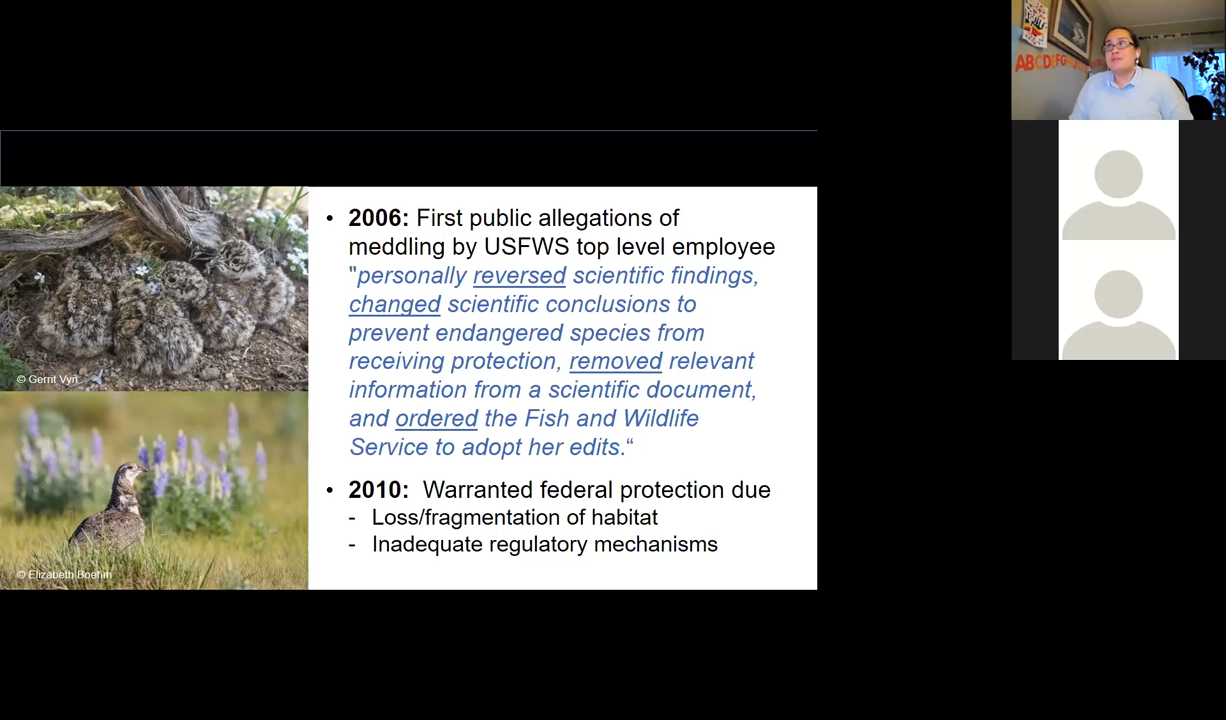 ABCDEFG
• 2006: First public allegations of
meddling by USFWS top level employee
"personally reversed scientific findings,
changed scientific conclusions to
prevent endangered species from
receiving protection, removed relevant
information from a scientific document,
and ordered the Fish and Wildlife
Service to adopt her edits.“
• 2010: Warranted federal protection due
- Loss/fragmentation of habitat
- Inadequate regulatory mechanisms
© Gerrit Vyn
© Elizabeth Boehm